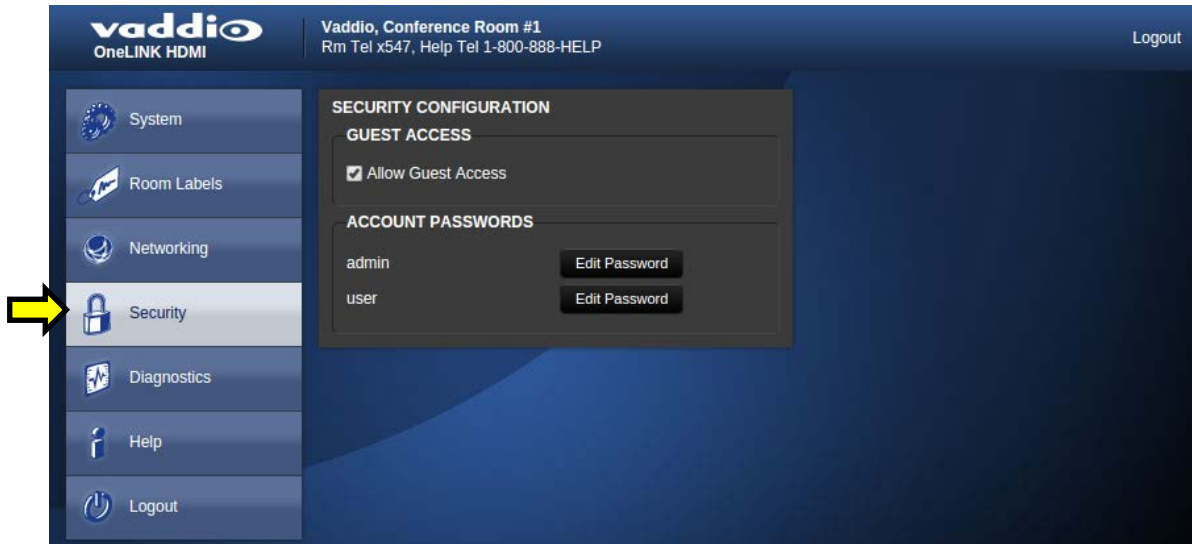 vaddio
OneLINK HDMI
Vaddio, Conference Room #1
Rm Tel x547, Help Tel 1-800-888-HELP
Logout
System
Room Labels
Networking
Security
Diagnostics
Help
Logout
SECURITY CONFIGURATION
GUEST ACCESS
Allow Guest Access
ACCOUNT PASSWORDS
admin Edit Password
user Edit Password